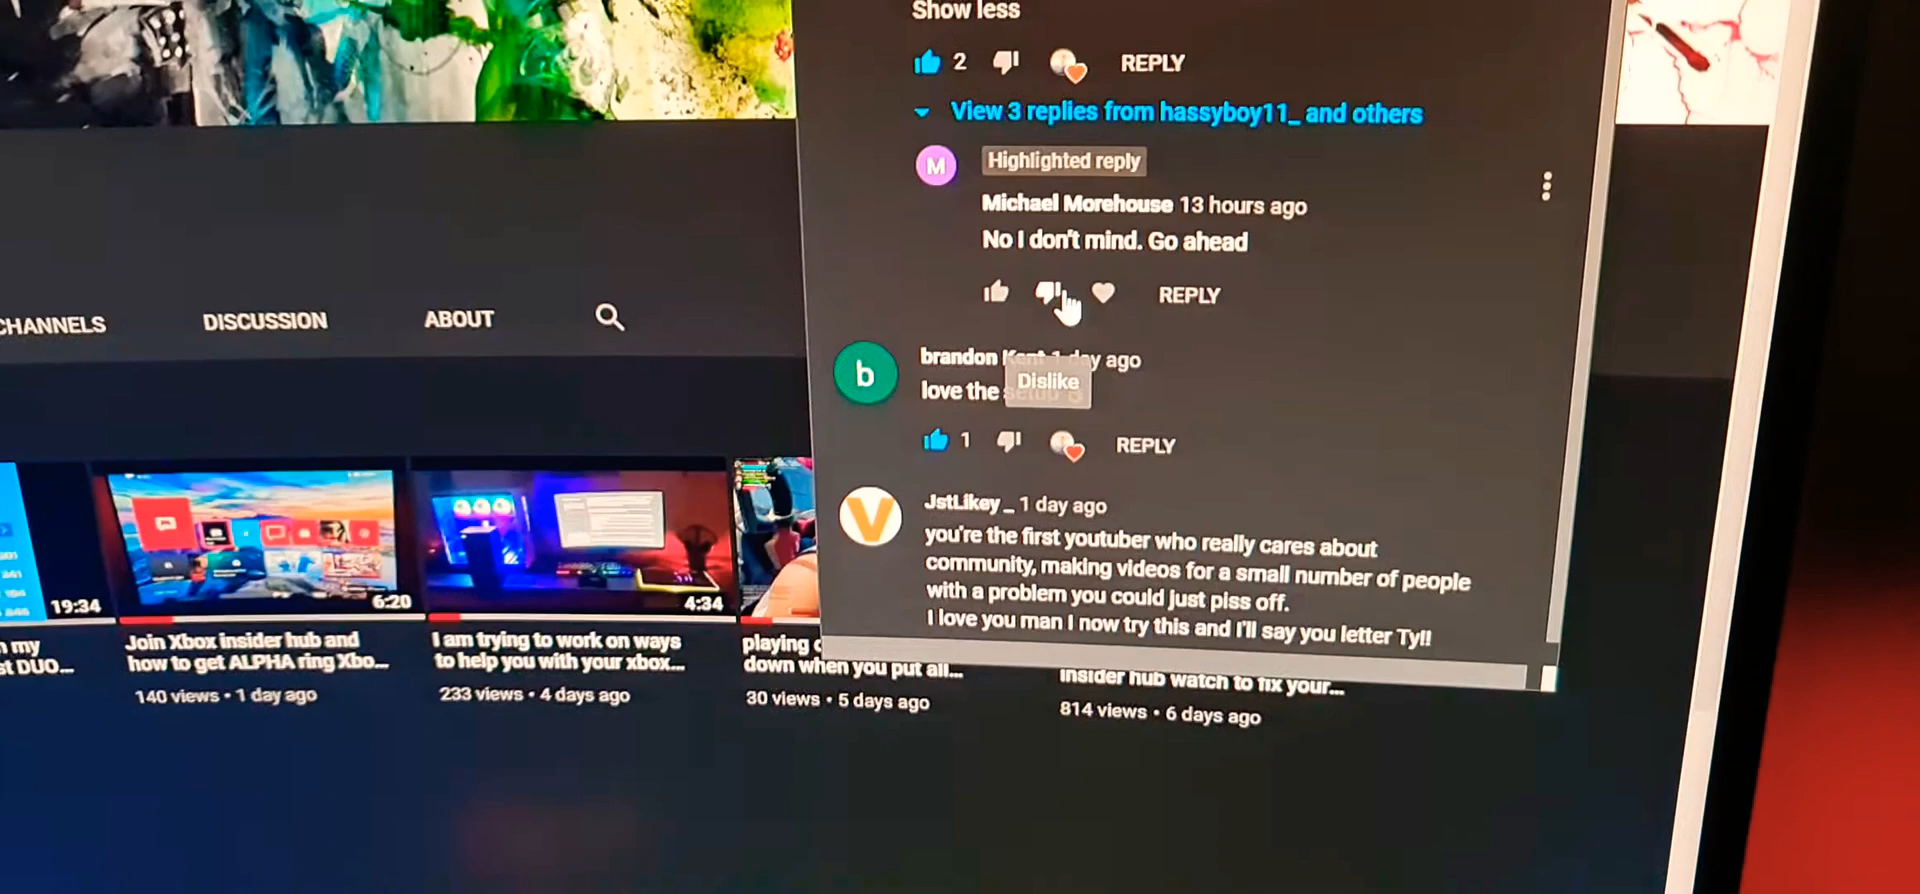 Show less
2 REPLY
View 3 replies from hassyboy11_ and others
M
Highlighted reply
Michael Morehouse 13 hours ago
No I don't mind. Go ahead
REPLY
CHANNELS DISCUSSION ABOUT
b
brandon Kent 1 day ago
love the setup
Dislike
1 REPLY
V
JstLikey_ 1 day ago
you're the first youtuber who really cares about
community, making videos for a small number of people
with a problem you could just piss off.
I love you man I now try this and I'll say you letter Ty!!
19:34
my
st DUO...
6:20
Join Xbox insider hub and
how to get ALPHA ring Xbo...
140 views • 1 day ago
4:34
I am trying to work on ways
to help you with your xbox...
233 views • 4 days ago
playing
down when you put all...
30 views • 5 days ago
insider hub watch to fix your...
814 views • 6 days ago